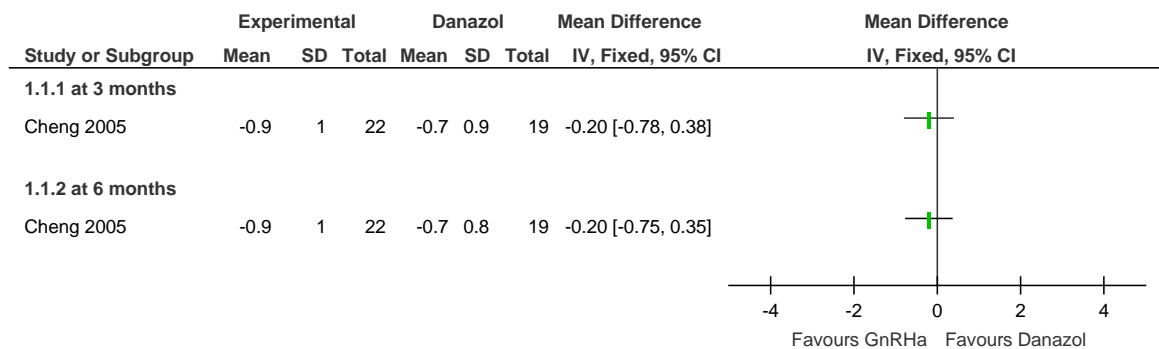 Experimental Danazol Mean Difference Mean Difference
Study or Subgroup Mean SD Total Mean SD Total IV, Fixed, 95% CI IV, Fixed, 95% CI
1.1.1 at 3 months
Cheng 2005 -0.9 1 22 -0.7 0.9 19 -0.20 [-0.78, 0.38]
1.1.2 at 6 months
Cheng 2005 -0.9 1 22 -0.7 0.8 19 -0.20 [-0.75, 0.35]
-4 -2 0 2 4
Favours GnRHa Favours Danazol